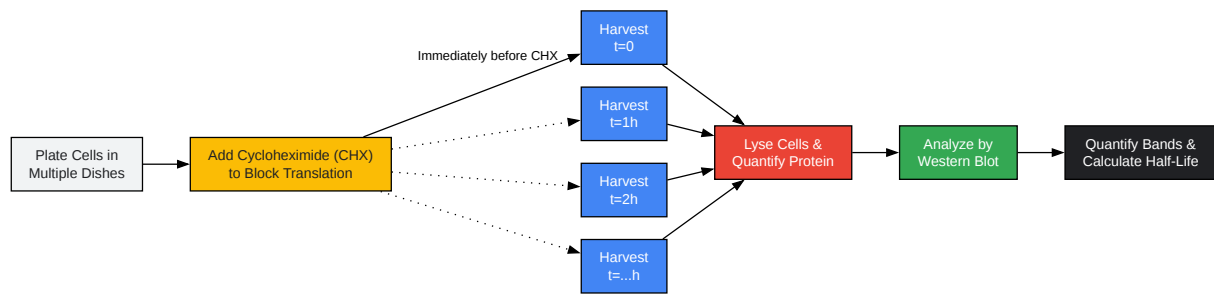 Plate Cells in
Multiple Dishes
Add Cycloheximide (CHX)
to Block Translation
Immediately before CHX
Harvest
t=0
Harvest
t=1h
Harvest
t=2h
Harvest
t=...h
Lyse Cells &
Quantify Protein
Analyze by
Western Blot
Quantify Bands &
Calculate Half-Life